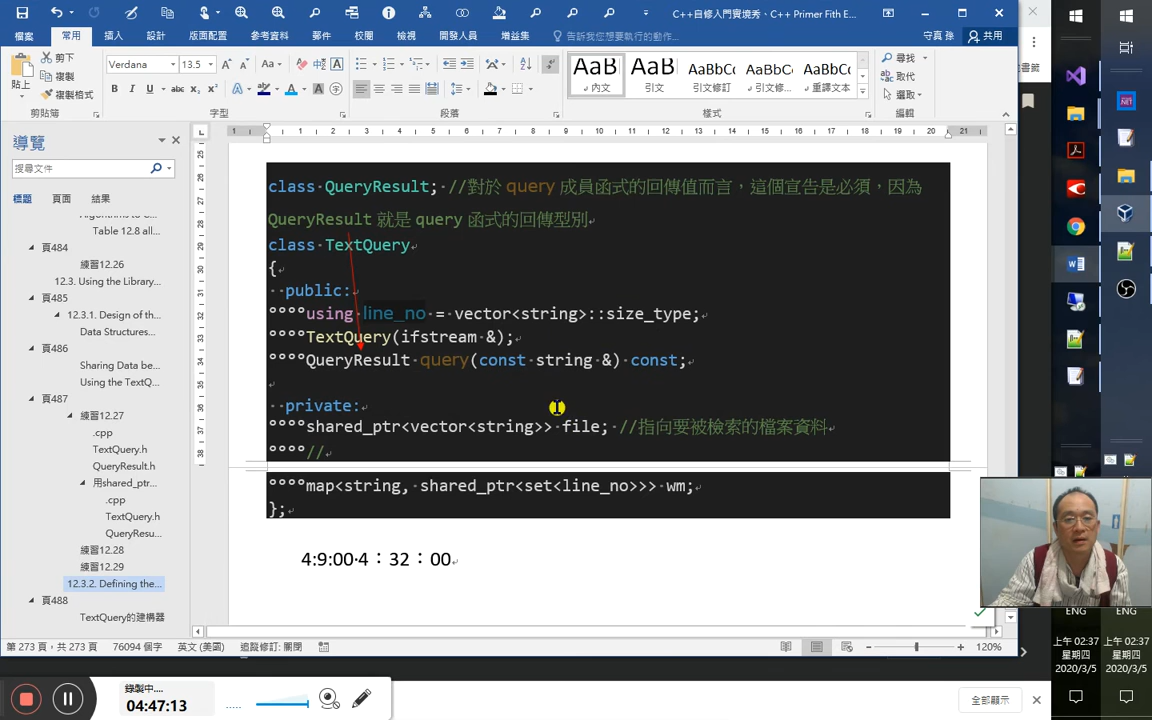 C++自修入門實境秀、C++ Primer Fith E...
檔案 常用 插入 設計 版面配置 參考資料 郵件 校閱 檢視 開發人員 增益集 告訴我您想要執行的動作... 守真 孫 共用
貼上 剪下 複製 複製格式 剪貼簿
Verdana 13.5 Aa
字型 段落 樣式 編輯
AaB 內文 AaB 引文 AaBbCc 引文修訂 AaBbCc 引文修... AaBbCc 重譯文本
尋找 取代 選取
導覽
搜尋文件
標題 頁面 結果
Algorithms to C...
Table 12.8 all...
頁484
練習12.26
12.3. Using the Library...
頁485
12.3.1. Design of th...
Data Structures...
頁486
Sharing Data be...
Using the TextQ...
頁487
練習12.27
.cpp
TextQuery.h
QueryResult.h
用shared_ptr...
.cpp
TextQuery.h
QueryResu...
練習12.28
練習12.29
12.3.2. Defining the...
頁488
TextQuery的建構器
class QueryResult; //對於 query 成員函式的回傳值而言，這個宣告是必須，因為
QueryResult 就是 query 函式的回傳型別
class TextQuery
{
public:
using line_no = vector<string>::size_type;
TextQuery(ifstream &);
QueryResult query(const string &) const;
private:
shared_ptr<vector<string>> file; //指向要被檢索的檔案資料
//
map<string, shared_ptr<set<line_no>>> wm;
};
4:9:00·4：32：00
第 273 頁，共 273 頁 76094 個字 英文 (美國) 追蹤修訂: 關閉 120%
錄製中....
04:47:13
全部顯示
ENG ENG
上午 02:37 上午 02:37
星期四 星期四
2020/3/5 2020/3/5